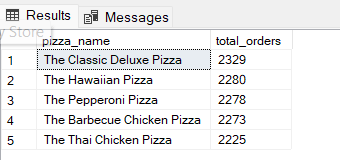 Results Messages
y Store
pizza_name total_orders
1 The Classic Deluxe Pizza 2329
2 The Hawaiian Pizza 2280
3 The Pepperoni Pizza 2278
4 The Barbecue Chicken Pizza 2273
5 The Thai Chicken Pizza 2225